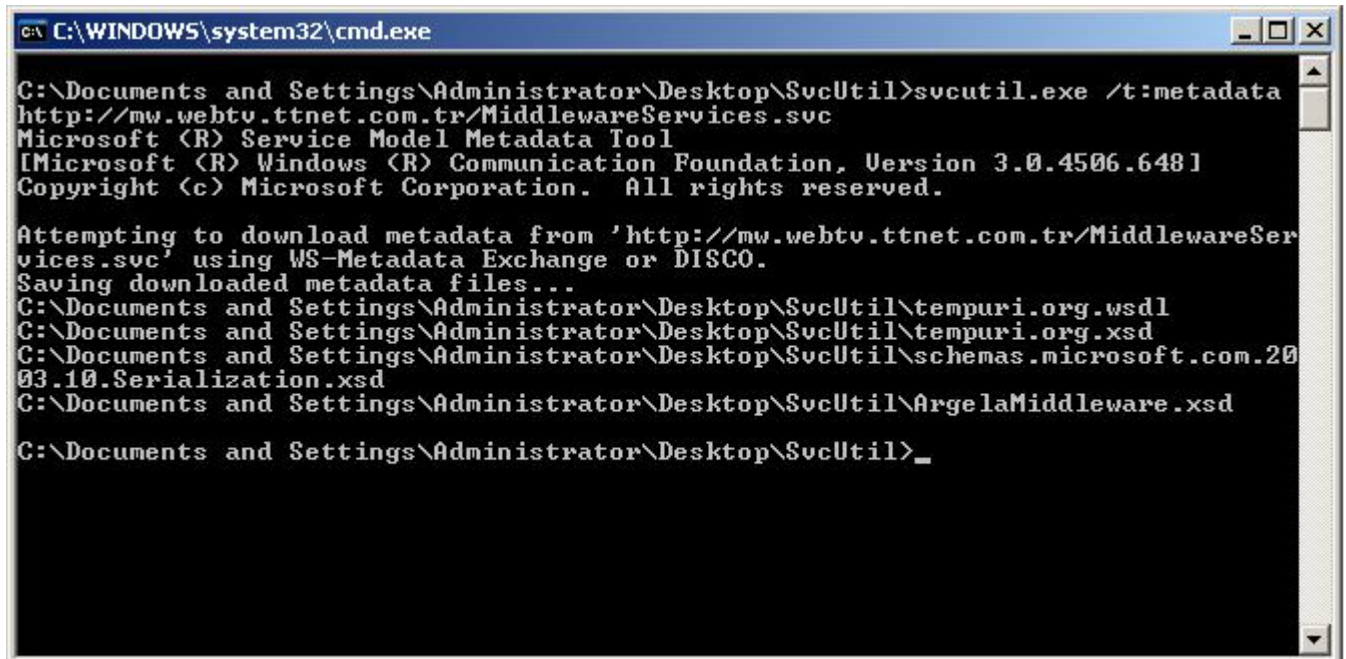 C:\WINDOWS\system32\cmd.exe
C:\Documents and Settings\Administrator\Desktop\SvcUtil>svcutil.exe /t:metadata
http://mw.webtv.ttnet.com.tr/MiddlewareServices.svc
Microsoft (R) Service Model Metadata Tool
[Microsoft (R) Windows (R) Communication Foundation, Version 3.0.4506.648]
Copyright (c) Microsoft Corporation.  All rights reserved.
Attempting to download metadata from 'http://mw.webtv.ttnet.com.tr/MiddlewareSer
vices.svc' using WS-Metadata Exchange or DISCO.
Saving downloaded metadata files...
C:\Documents and Settings\Administrator\Desktop\SvcUtil\tempuri.org.wsdl
C:\Documents and Settings\Administrator\Desktop\SvcUtil\tempuri.org.xsd
C:\Documents and Settings\Administrator\Desktop\SvcUtil\schemas.microsoft.com.20
03.10.Serialization.xsd
C:\Documents and Settings\Administrator\Desktop\SvcUtil\ArgelaMiddleware.xsd
C:\Documents and Settings\Administrator\Desktop\SvcUtil>_